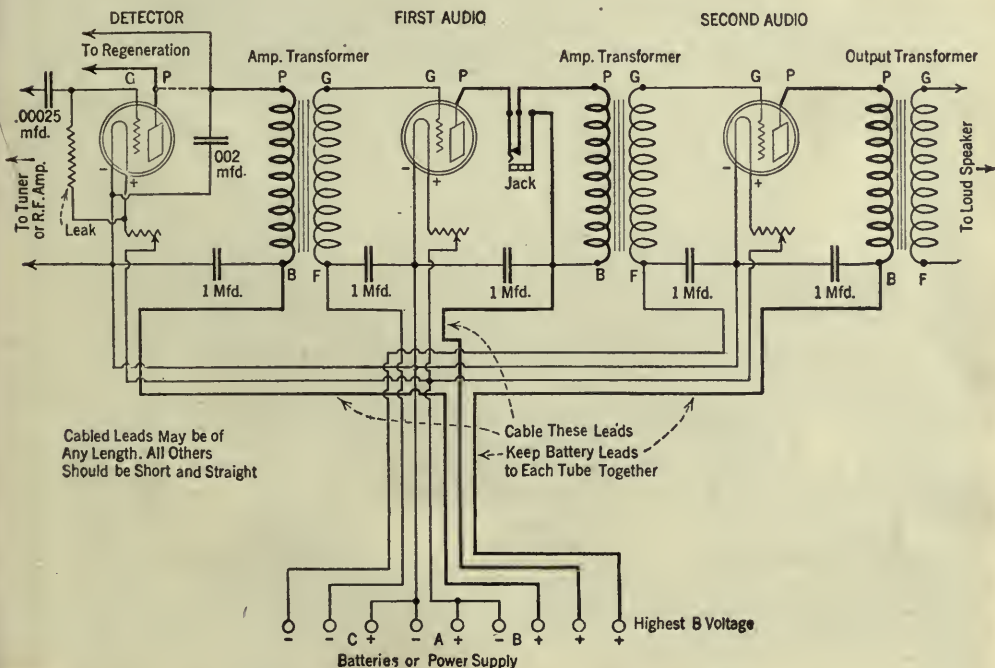 DETECTOR
FIRST AUDIO
SECOND AUDIO
To Regeneration
Amp. Transformer
Amp. Transformer
Output Transformer
G P
P G
G P
P G
G P
P G
.00025
mfd.
002
mfd.
To Tuner
or R.F. Amp.
Leak
- +
- +
Jack
- +
To Loud Speaker
1 Mfd.
B F
1 Mfd.
1 Mfd.
B F
1 Mfd.
1 Mfd.
B F
Cabled Leads May be of
Any Length. All Others
Should be Short and Straight
Cable These Leads
Keep Battery Leads
to Each Tube Together
- - C + - A + - B + + + Highest B Voltage
Batteries or Power Supply